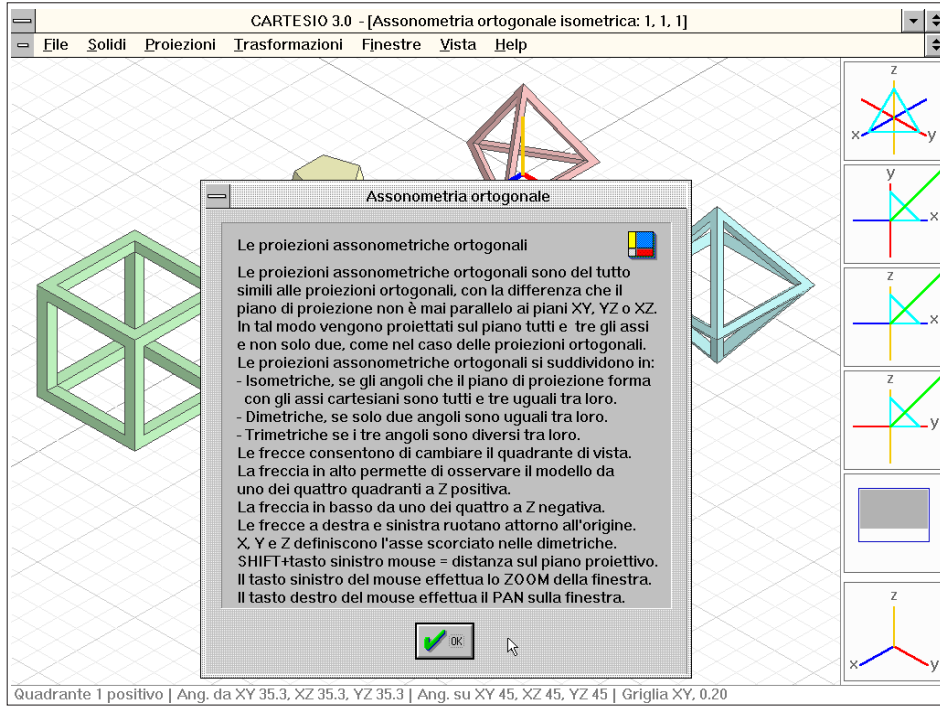 CARTESIO 3.0 - [Assonometria ortogonale isometrica: 1, 1, 1]
File Solidi Proiezioni Trasformazioni Finestre Vista Help
Assonometria ortogonale
Le proiezioni assonometriche ortogonali
Le proiezioni assonometriche ortogonali sono del tutto
simili alle proiezioni ortogonali, con la differenza che il
piano di proiezione non è mai parallelo ai piani XY, YZ o XZ.
In tal modo vengono proiettati sul piano tutti e tre gli assi
e non solo due, come nel caso delle proiezioni ortogonali.
Le proiezioni assonometriche ortogonali si suddividono in:
- Isometriche, se gli angoli che il piano di proiezione forma
con gli assi cartesiani sono tutti e tre uguali tra loro.
- Dimetriche, se solo due angoli sono uguali tra loro.
- Trimetriche se i tre angoli sono diversi tra loro.
Le frecce consentono di cambiare il quadrante di vista.
La freccia in alto permette di osservare il modello da
uno dei quattro quadranti a Z positiva.
La freccia in basso da uno dei quattro a Z negativa.
Le frecce a destra e sinistra ruotano attorno all'origine.
X, Y e Z definiscono l'asse scorciato nelle dimetriche.
SHIFT+tasto sinistro mouse = distanza sul piano proiettivo.
Il tasto sinistro del mouse effettua lo ZOOM della finestra.
Il tasto destro del mouse effettua il PAN sulla finestra.
OK
z
x
y
y
x
z
x
z
y
z
x
y
Quadrante 1 positivo | Ang. da XY 35.3, XZ 35.3, YZ 35.3 | Ang. su XY 45, XZ 45, YZ 45 | Griglia XY, 0.20